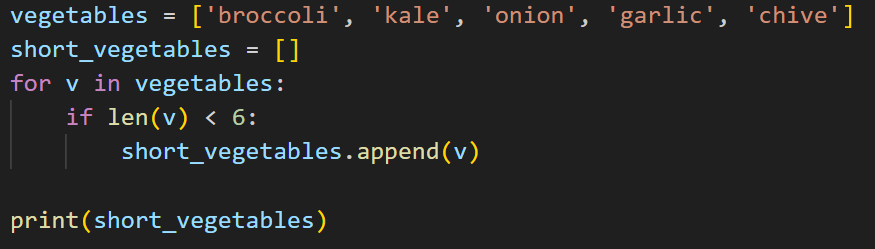 vegetables = ['broccoli', 'kale', 'onion', 'garlic', 'chive']
short_vegetables = []
for v in vegetables:
    if len(v) < 6:
        short_vegetables.append(v)

print(short_vegetables)